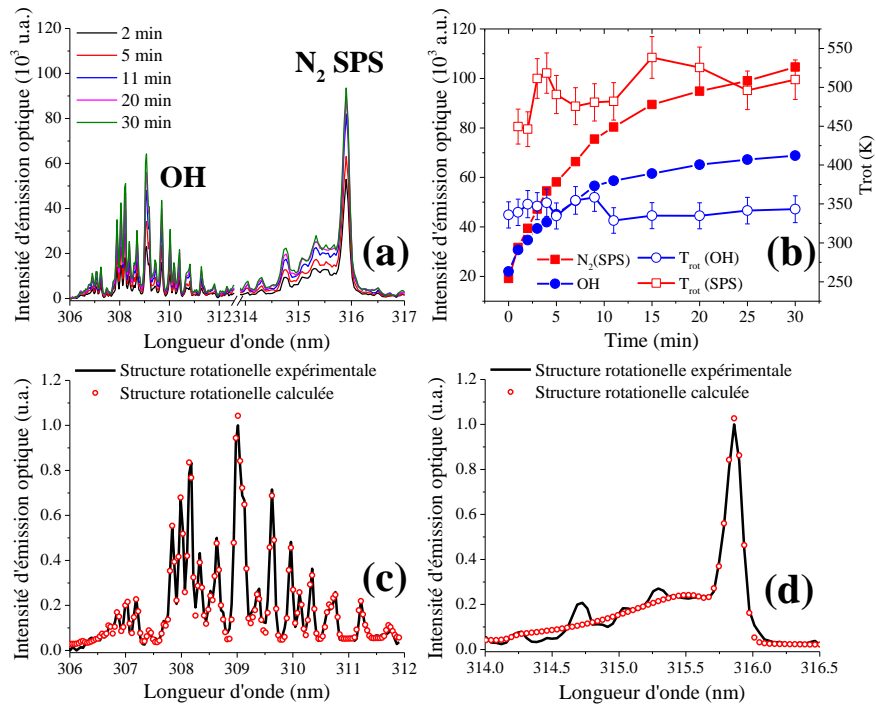 120
100
80
60
40
20
0
Intensité d'émission optique (10³ u.a.)
2 min
5 min
11 min
20 min
30 min
N₂ SPS
OH
(a)
306 308 310 312 313 314 315 316 317
Longueur d'onde (nm)
120
100
80
60
40
20
Intensité d'émission optique (10³ a.u.)
550
500
450
400
350
300
250
Trot (K)
(b)
N₂(SPS)
OH
T rot (OH)
T rot (SPS)
0 5 10 15 20 25 30
Time (min)
Structure rotationelle expérimentale
Structure rotationelle calculée
1.0
0.8
0.6
0.4
0.2
0.0
Intensité d'émission optique (u.a.)
(c)
306 307 308 309 310 311 312
Longueur d'onde (nm)
Structure rotationelle expérimentale
Structure rotationelle calculée
1.0
0.8
0.6
0.4
0.2
0.0
Intensité d'émission optique (u.a.)
(d)
314.0 314.5 315.0 315.5 316.0 316.5
Longueur d'onde (nm)